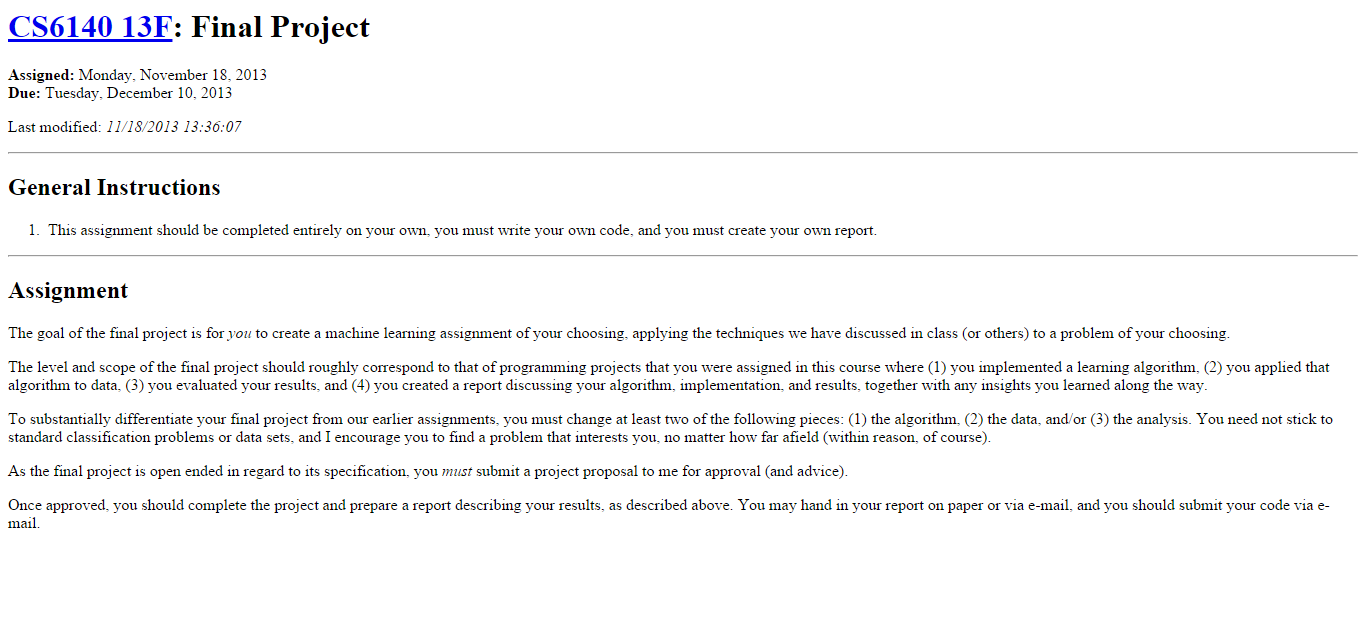 CS6140 13F: Final Project
Assigned: Monday, November 18, 2013
Due: Tuesday, December 10, 2013
Last modified: 11/18/2013 13:36:07
General Instructions
1. This assignment should be completed entirely on your own, you must write your own code, and you must create your own report.
Assignment
The goal of the final project is for you to create a machine learning assignment of your choosing, applying the techniques we have discussed in class (or others) to a problem of your choosing.
The level and scope of the final project should roughly correspond to that of programming projects that you were assigned in this course where (1) you implemented a learning algorithm, (2) you applied that
algorithm to data, (3) you evaluated your results, and (4) you created a report discussing your algorithm, implementation, and results, together with any insights you learned along the way.
To substantially differentiate your final project from our earlier assignments, you must change at least two of the following pieces: (1) the algorithm, (2) the data, and/or (3) the analysis. You need not stick to
standard classification problems or data sets, and I encourage you to find a problem that interests you, no matter how far afield (within reason, of course).
As the final project is open ended in regard to its specification, you must submit a project proposal to me for approval (and advice).
Once approved, you should complete the project and prepare a report describing your results, as described above. You may hand in your report on paper or via e-mail, and you should submit your code via e-
mail.